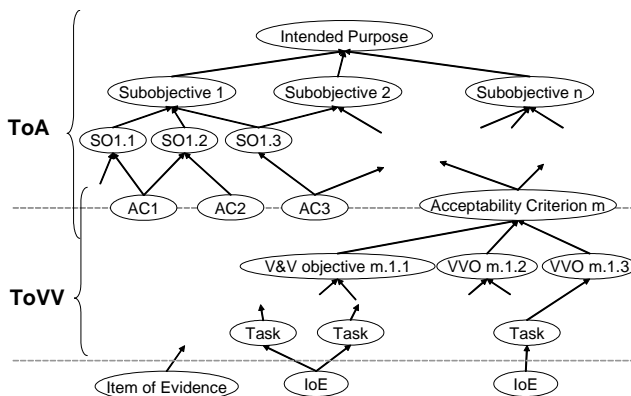 Intended Purpose
Subobjective 1
Subobjective 2
Subobjective n
ToA
SO1.1
SO1.2
SO1.3
AC1
AC2
AC3
Acceptability Criterion m
V&V objective m.1.1
VVO m.1.2
VVO m.1.3
ToVV
Task
Task
Task
Item of Evidence
IoE
IoE